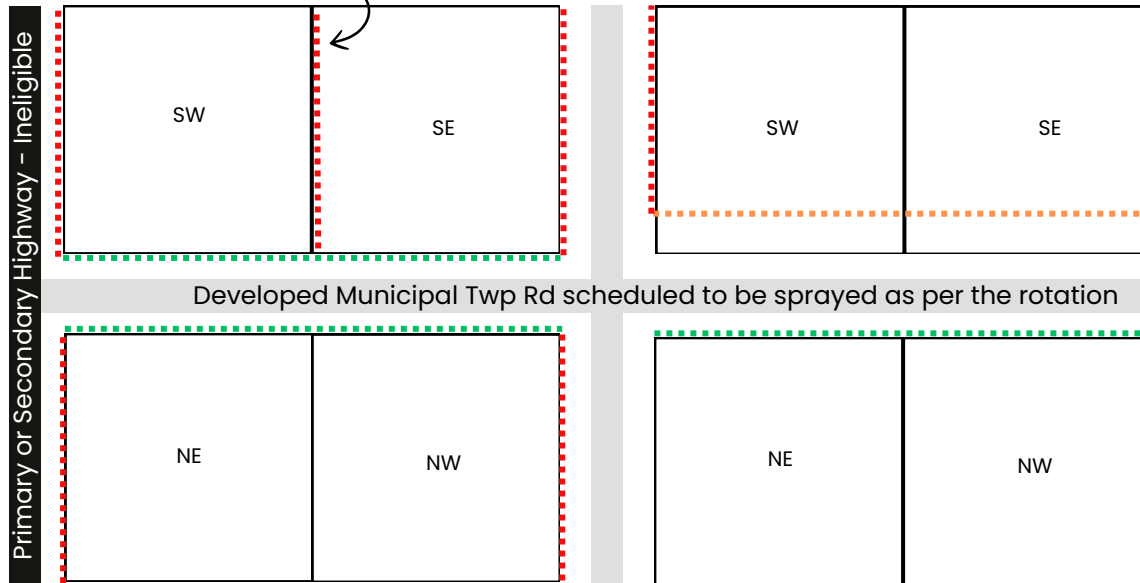 Primary or Secondary Highway - Ineligible
SW
SE
SW
SE
Developed Municipal Twp Rd scheduled to be sprayed as per the rotation
NE
NW
NE
NW